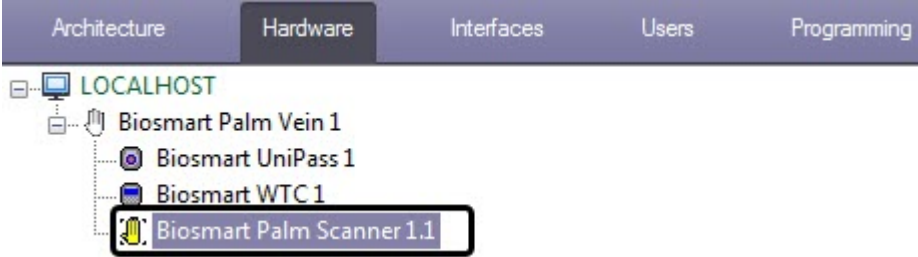 Architecture Hardware Interfaces Users Programming
LOCALHOST
Biosmart Palm Vein 1
Biosmart UniPass 1
Biosmart WTC 1
Biosmart Palm Scanner 1.1